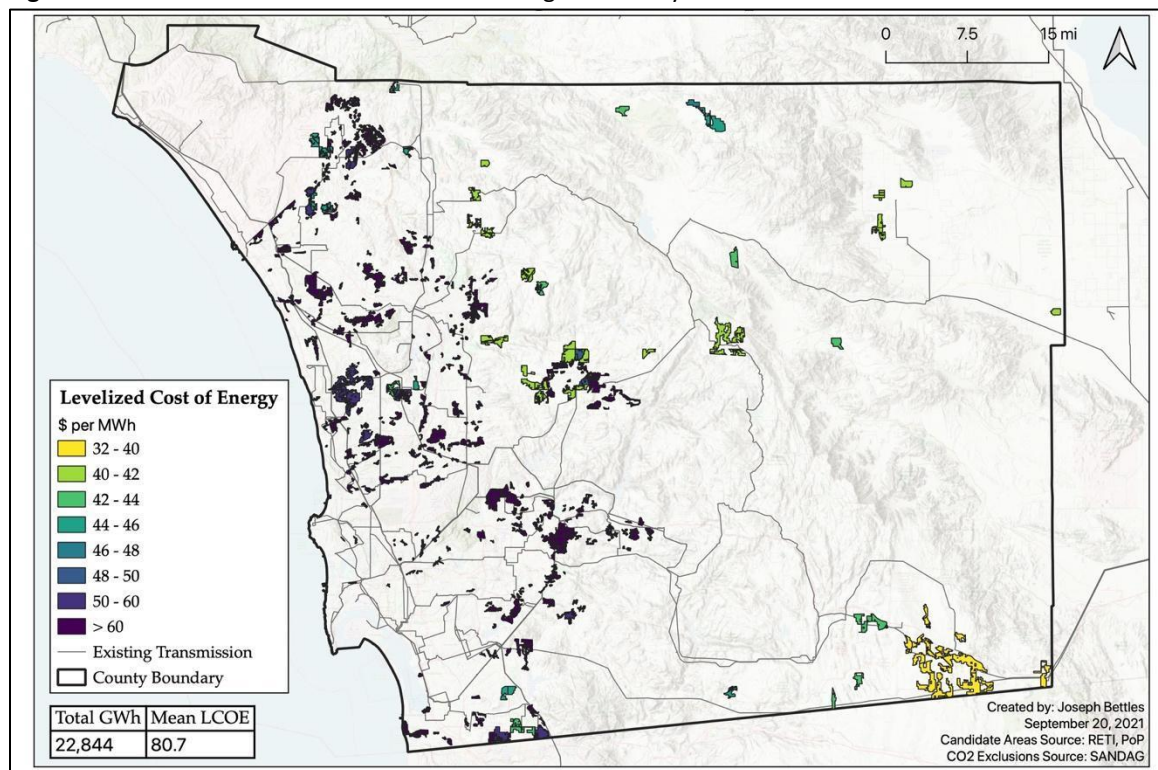 0 7.5 15 mi
Levelized Cost of Energy
$ per MWh
32 - 40
40 - 42
42 - 44
44 - 46
46 - 48
48 - 50
50 - 60
> 60
Existing Transmission
County Boundary
Total GWh Mean LCOE
22,844 80.7
Created by: Joseph Bettles
September 20, 2021
Candidate Areas Source: RETI, PoP
CO2 Exclusions Source: SANDAG